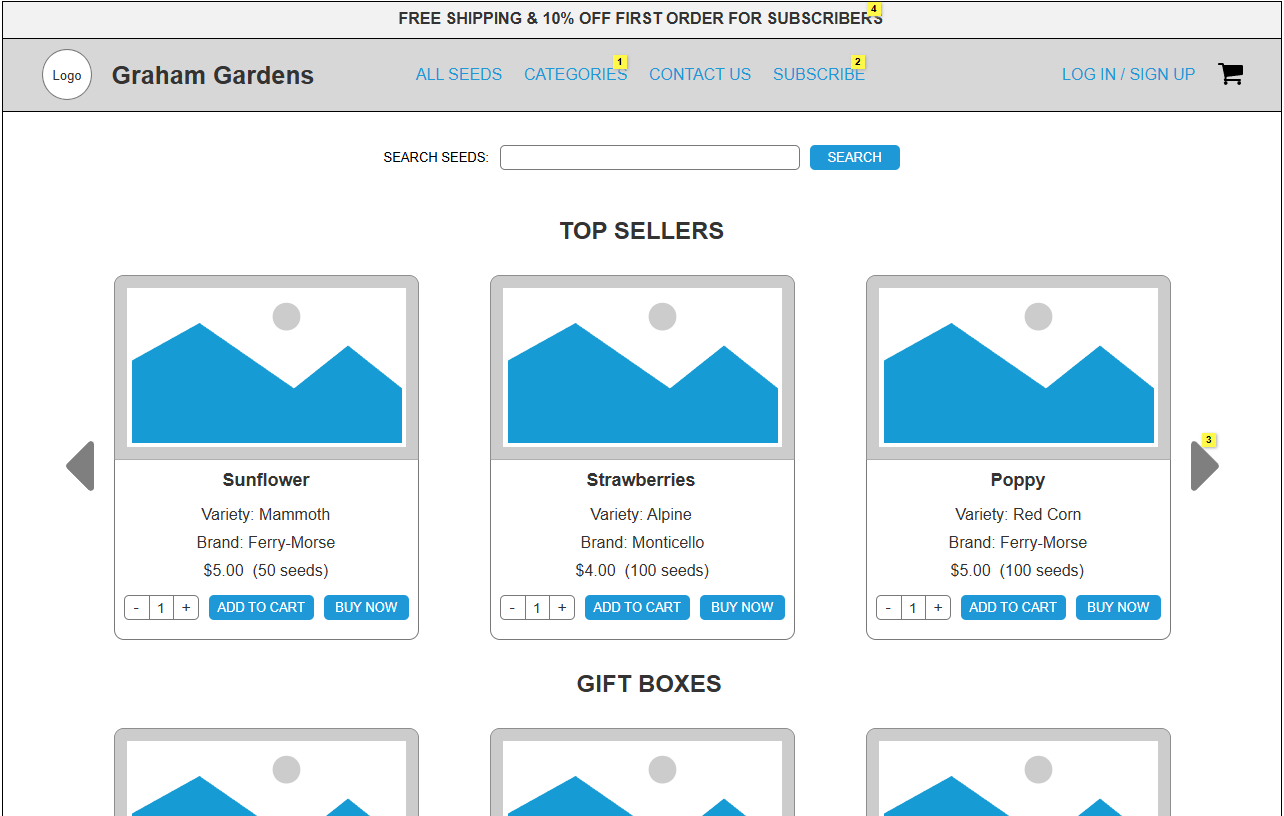 FREE SHIPPING & 10% OFF FIRST ORDER FOR SUBSCRIBERS 4
Logo Graham Gardens ALL SEEDS CATEGORIES 1 CONTACT US SUBSCRIBE 2 LOG IN / SIGN UP
SEARCH SEEDS: SEARCH
TOP SELLERS
3
Sunflower Strawberries Poppy
Variety: Mammoth Variety: Alpine Variety: Red Corn
Brand: Ferry-Morse Brand: Monticello Brand: Ferry-Morse
$5.00 (50 seeds) $4.00 (100 seeds) $5.00 (100 seeds)
- 1 + ADD TO CART BUY NOW - 1 + ADD TO CART BUY NOW - 1 + ADD TO CART BUY NOW
GIFT BOXES